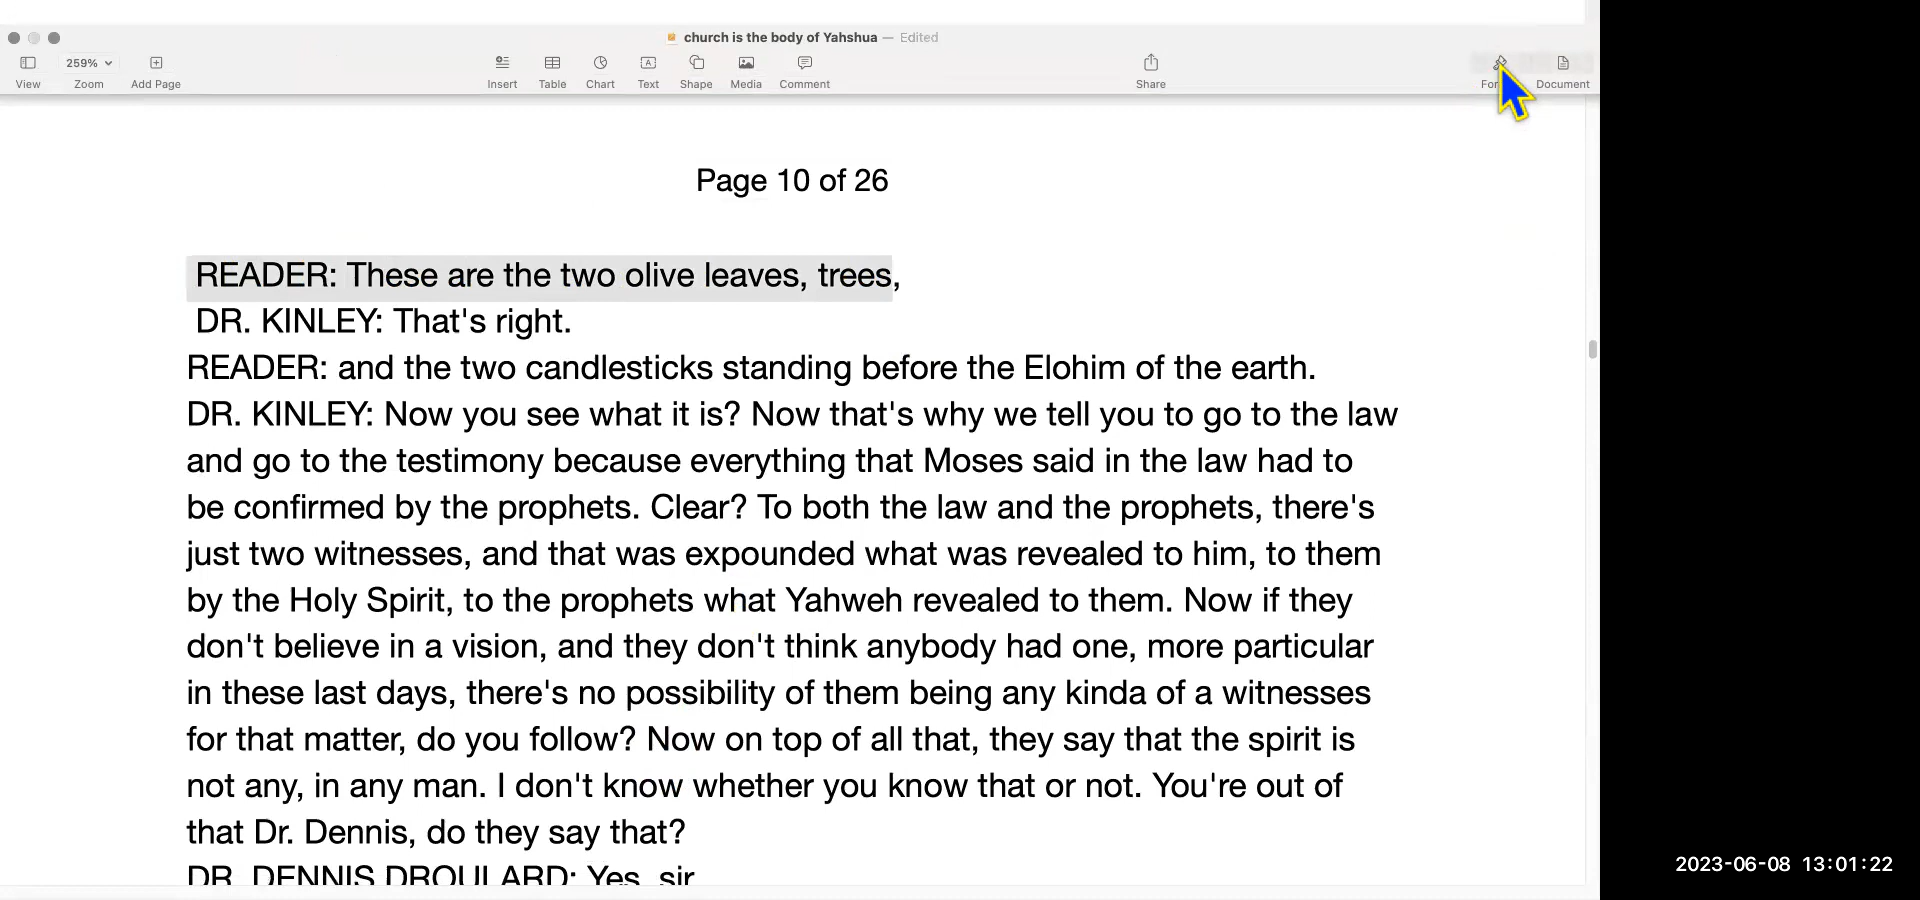 church is the body of Yahshua — Edited
259%
View Zoom Add Page Insert Table Chart Text Shape Media Comment Share Document
Page 10 of 26
READER: These are the two olive leaves, trees,
DR. KINLEY: That's right.
READER: and the two candlesticks standing before the Elohim of the earth.
DR. KINLEY: Now you see what it is? Now that's why we tell you to go to the law
and go to the testimony because everything that Moses said in the law had to
be confirmed by the prophets. Clear? To both the law and the prophets, there's
just two witnesses, and that was expounded what was revealed to him, to them
by the Holy Spirit, to the prophets what Yahweh revealed to them. Now if they
don't believe in a vision, and they don't think anybody had one, more particular
in these last days, there's no possibility of them being any kinda of a witnesses
for that matter, do you follow? Now on top of all that, they say that the spirit is
not any, in any man. I don't know whether you know that or not. You're out of
that Dr. Dennis, do they say that?
DR. DENNIS DROULARD: Yes, sir
2023-06-08 13:01:22